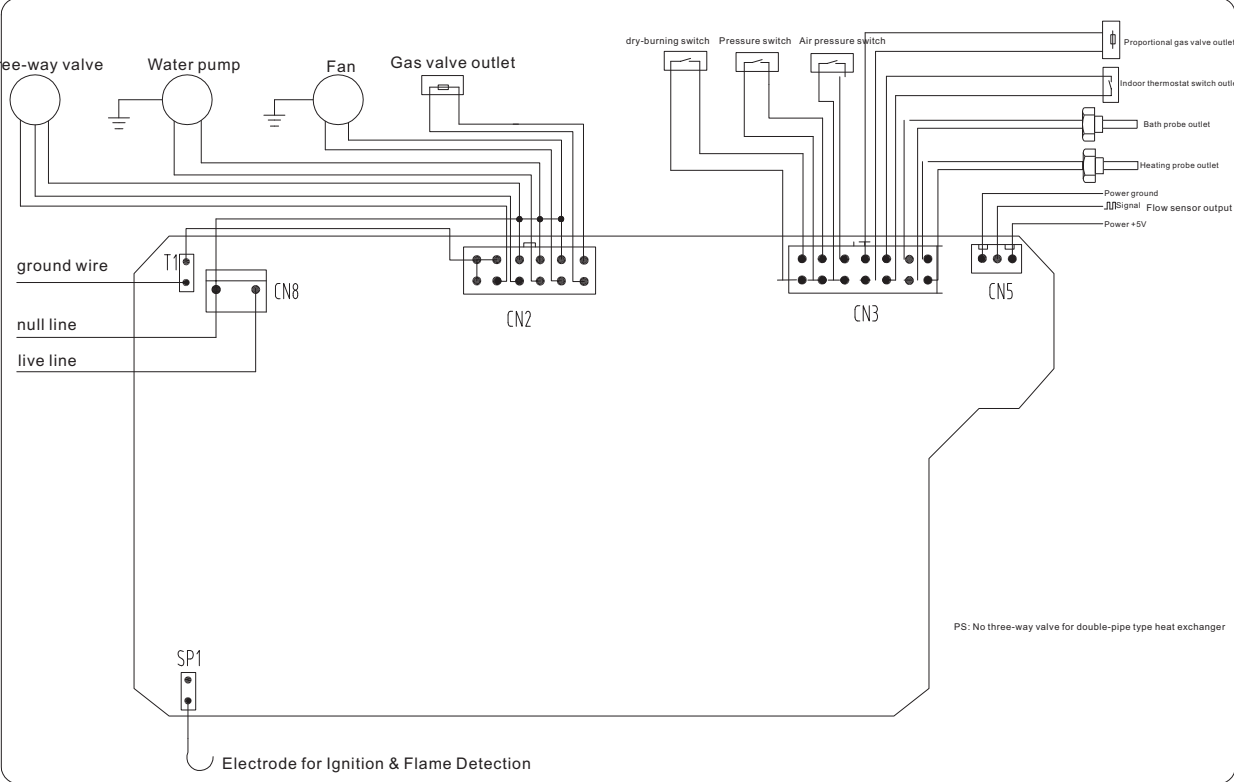 ree-way valve
Water pump
Fan
Gas valve outlet
dry-burning switch
Pressure switch
Air pressure switch
Proportional gas valve outlet
Indoor thermostat switch outle
Bath probe outlet
Heating probe outlet
Power ground
Signal
Flow sensor output
Power +5V
ground wire
T1
CN8
null line
live line
CN2
CN3
CN5
PS: No three-way valve for double-pipe type heat exchanger
SP1
Electrode for Ignition & Flame Detection